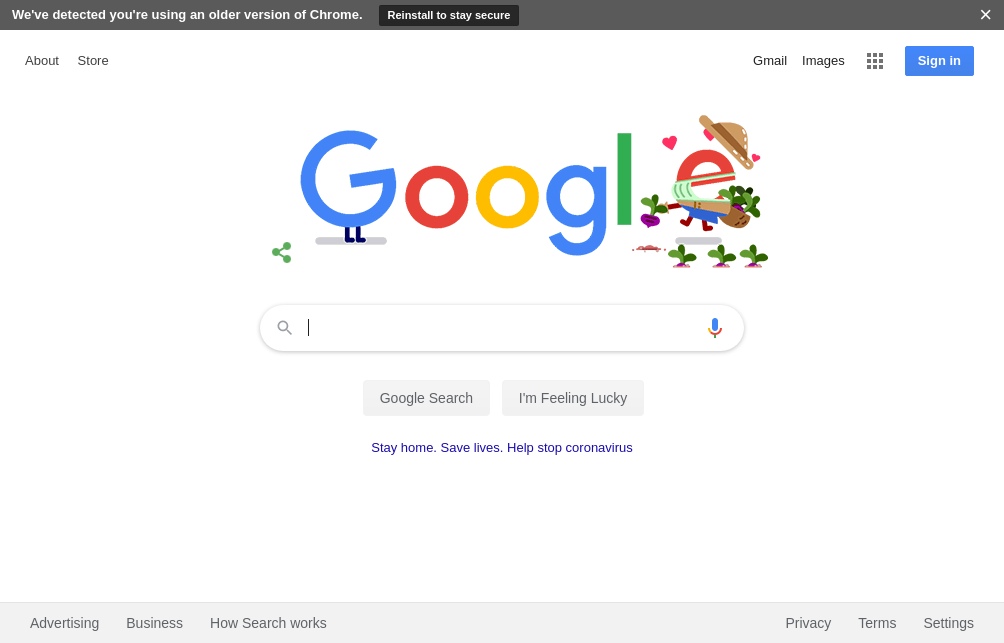 We've detected you're using an older version of Chrome. Reinstall to stay secure
About Store Gmail Images Sign in
Google
Google Search I'm Feeling Lucky
Stay home. Save lives. Help stop coronavirus
Advertising Business How Search works Privacy Terms Settings